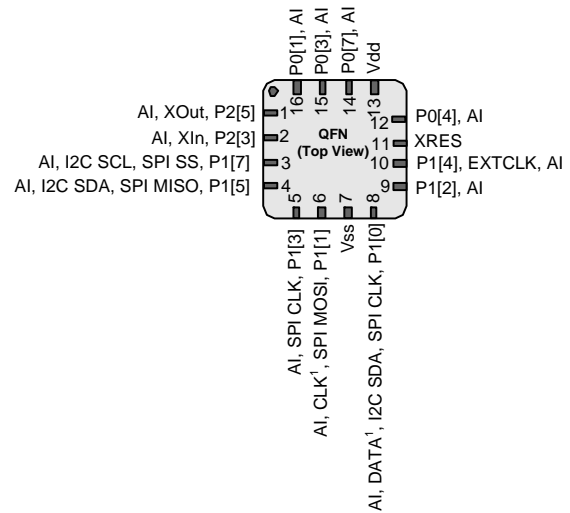 P0[1], AI
P0[3], AI
P0[7], AI
Vdd
16
15
14
13
AI, XOut, P2[5]
1
AI, XIn, P2[3]
2
AI, I2C SCL, SPI SS, P1[7]
3
AI, I2C SDA, SPI MISO, P1[5]
4
QFN
(Top View)
12
P0[4], AI
11
XRES
10
P1[4], EXTCLK, AI
9
P1[2], AI
5
6
7
8
AI, SPI CLK, P1[3]
AI, CLK¹, SPI MOSI, P1[1]
Vss
AI, DATA¹, I2C SDA, SPI CLK, P1[0]